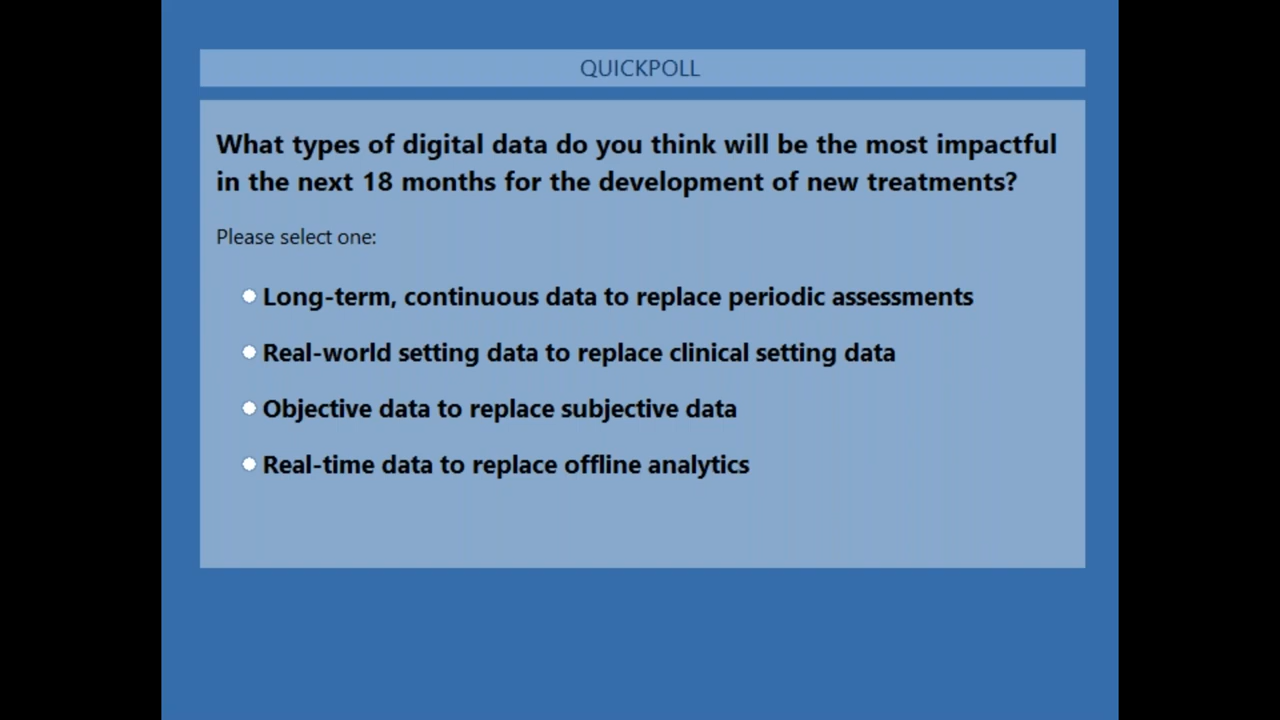 QUICKPOLL
What types of digital data do you think will be the most impactful
in the next 18 months for the development of new treatments?
Please select one:
Long-term, continuous data to replace periodic assessments
Real-world setting data to replace clinical setting data
Objective data to replace subjective data
Real-time data to replace offline analytics